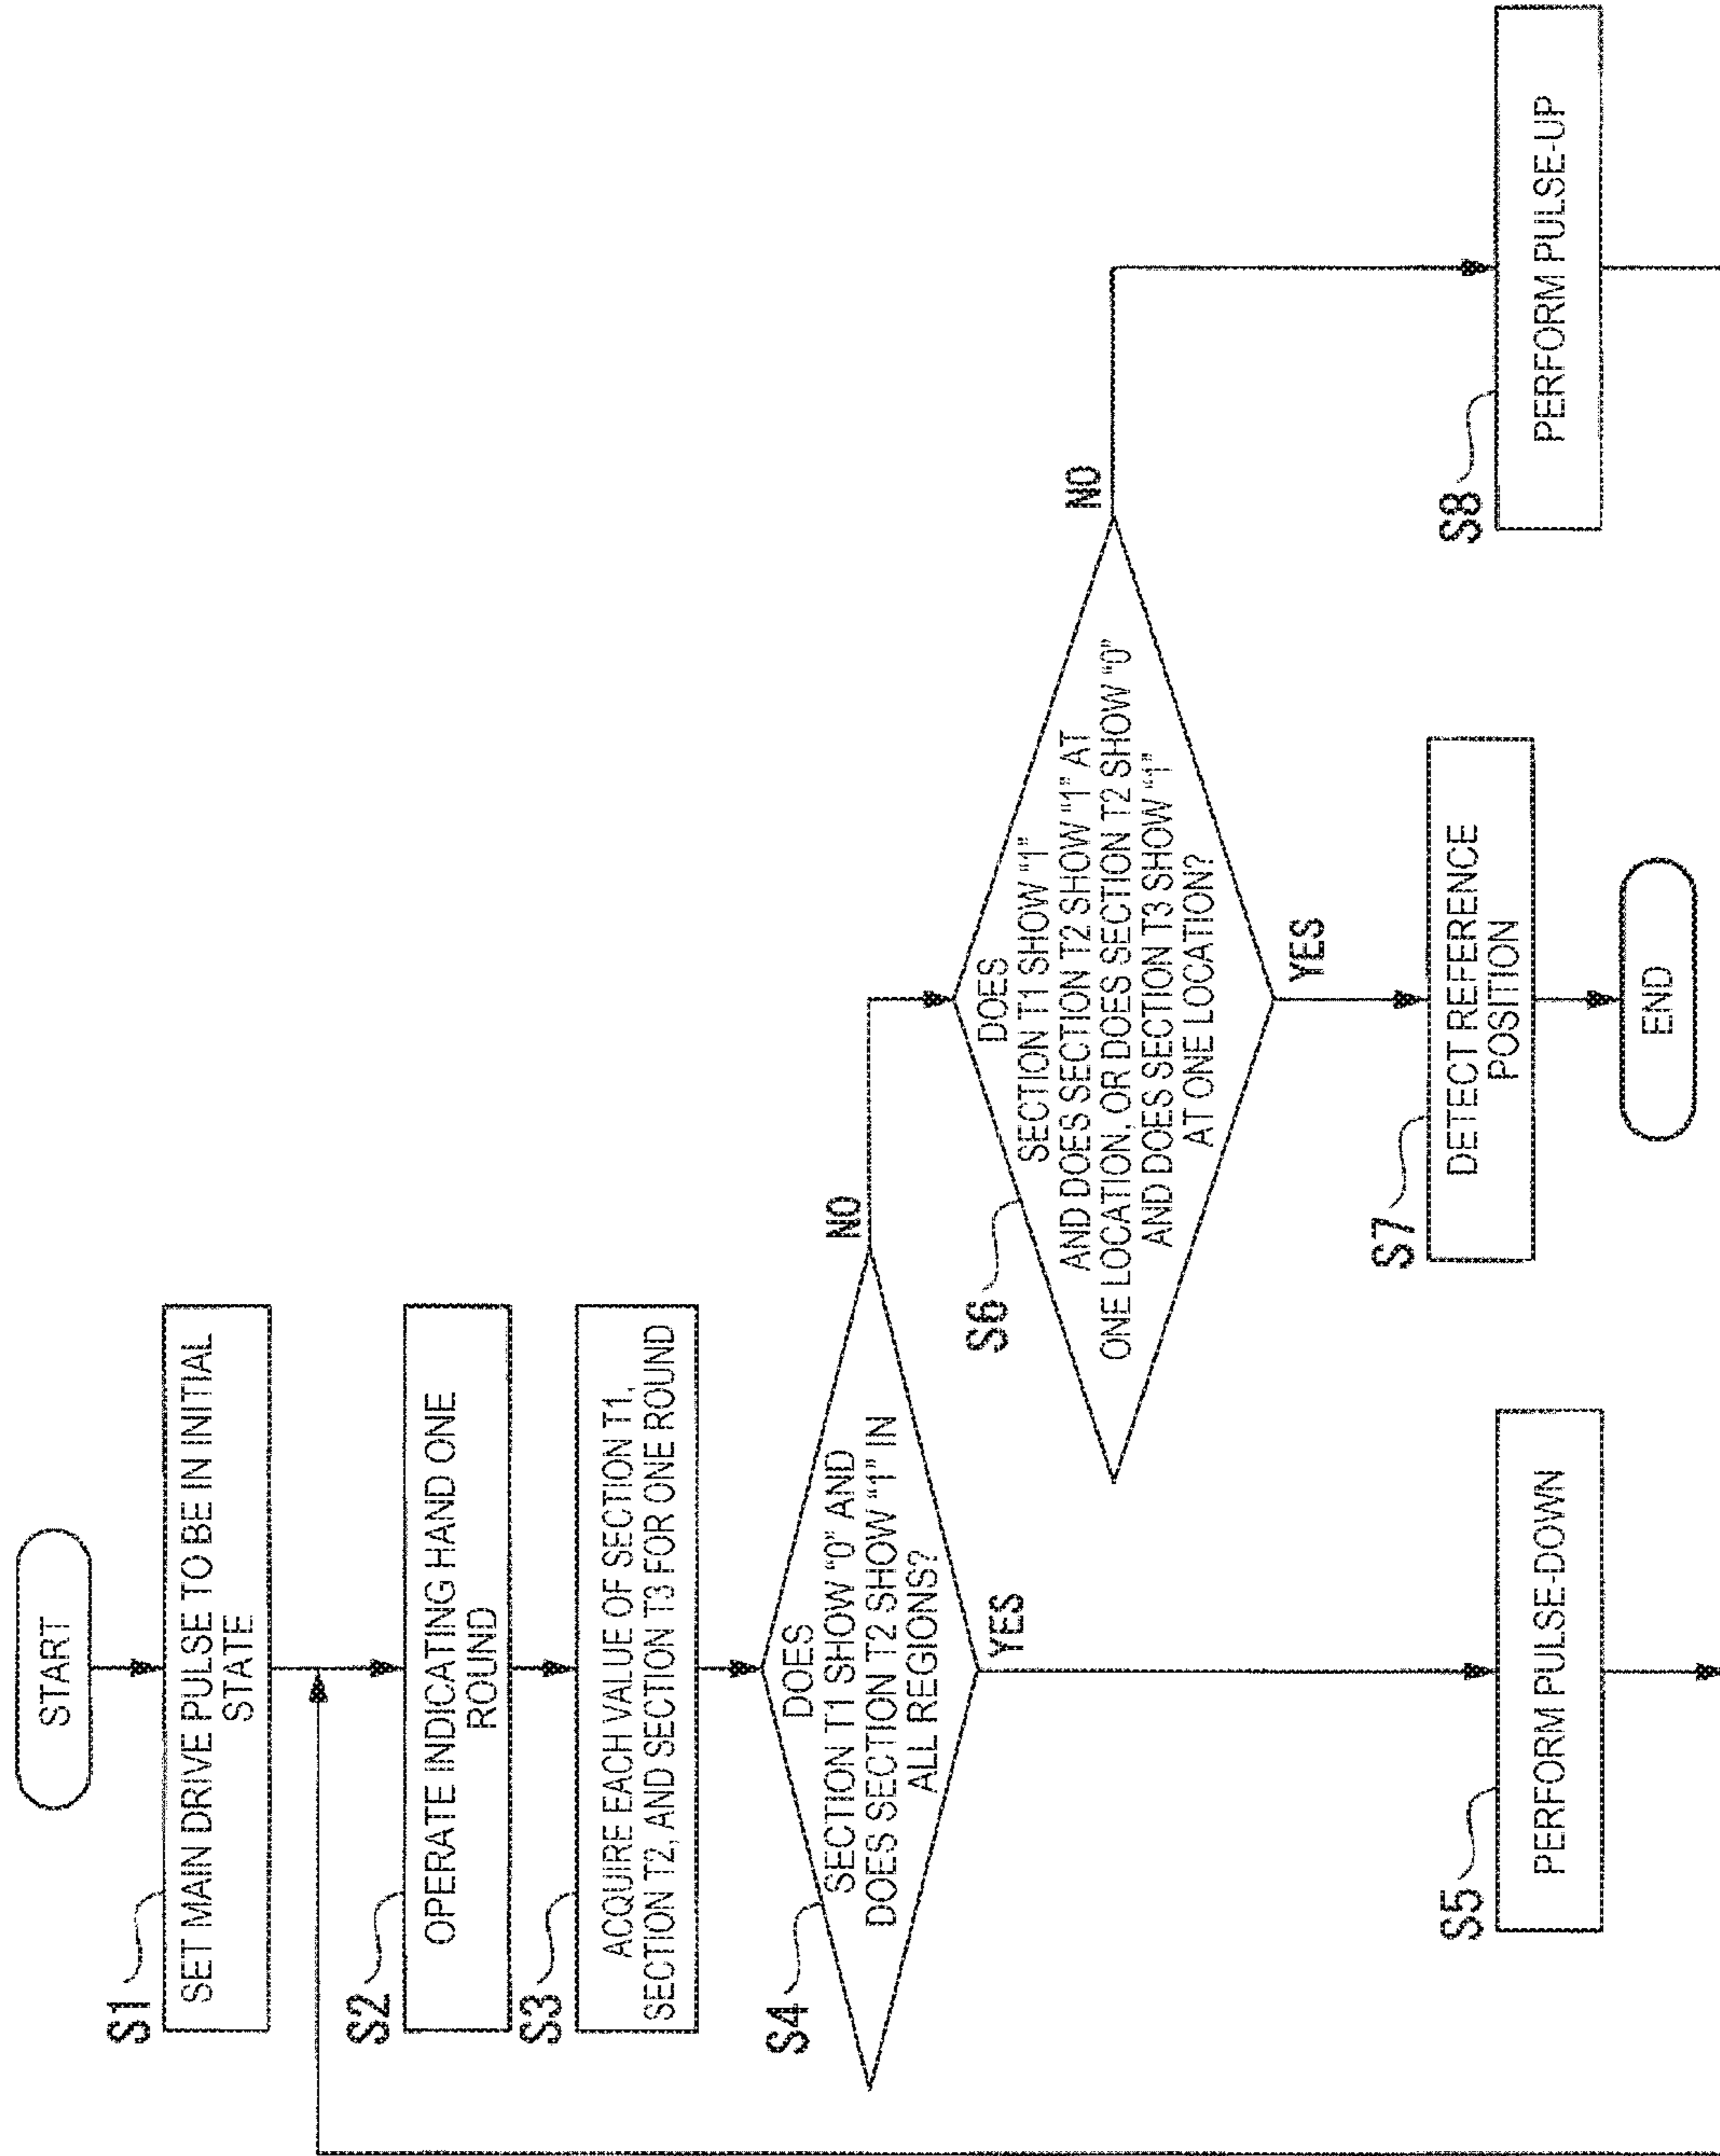 START
S1
SET MAIN DRIVE PULSE TO BE INITIAL
STATE
S2
OPERATE INDICATING HAND ONE
ROUND
S3
ACQUIRE EACH VALUE OF SECTION T1,
SECTION T2, AND SECTION T3 FOR ONE ROUND
S4
DOES
SECTION T1 SHOW "0" AND
DOES SECTION T2 SHOW "1" IN
ALL REGIONS?
NO
YES
S6
DOES
SECTION T1 SHOW "1"
AND DOES SECTION T2 SHOW "1" AT
ONE LOCATION, OR DOES SECTION T2 SHOW "0"
AND DOES SECTION T3 SHOW "1"
AT ONE LOCATION?
NO
YES
S5
PERFORM PULSE-DOWN
S7
DETECT REFERENCE
POSITION
S8
PERFORM PULSE-UP
END